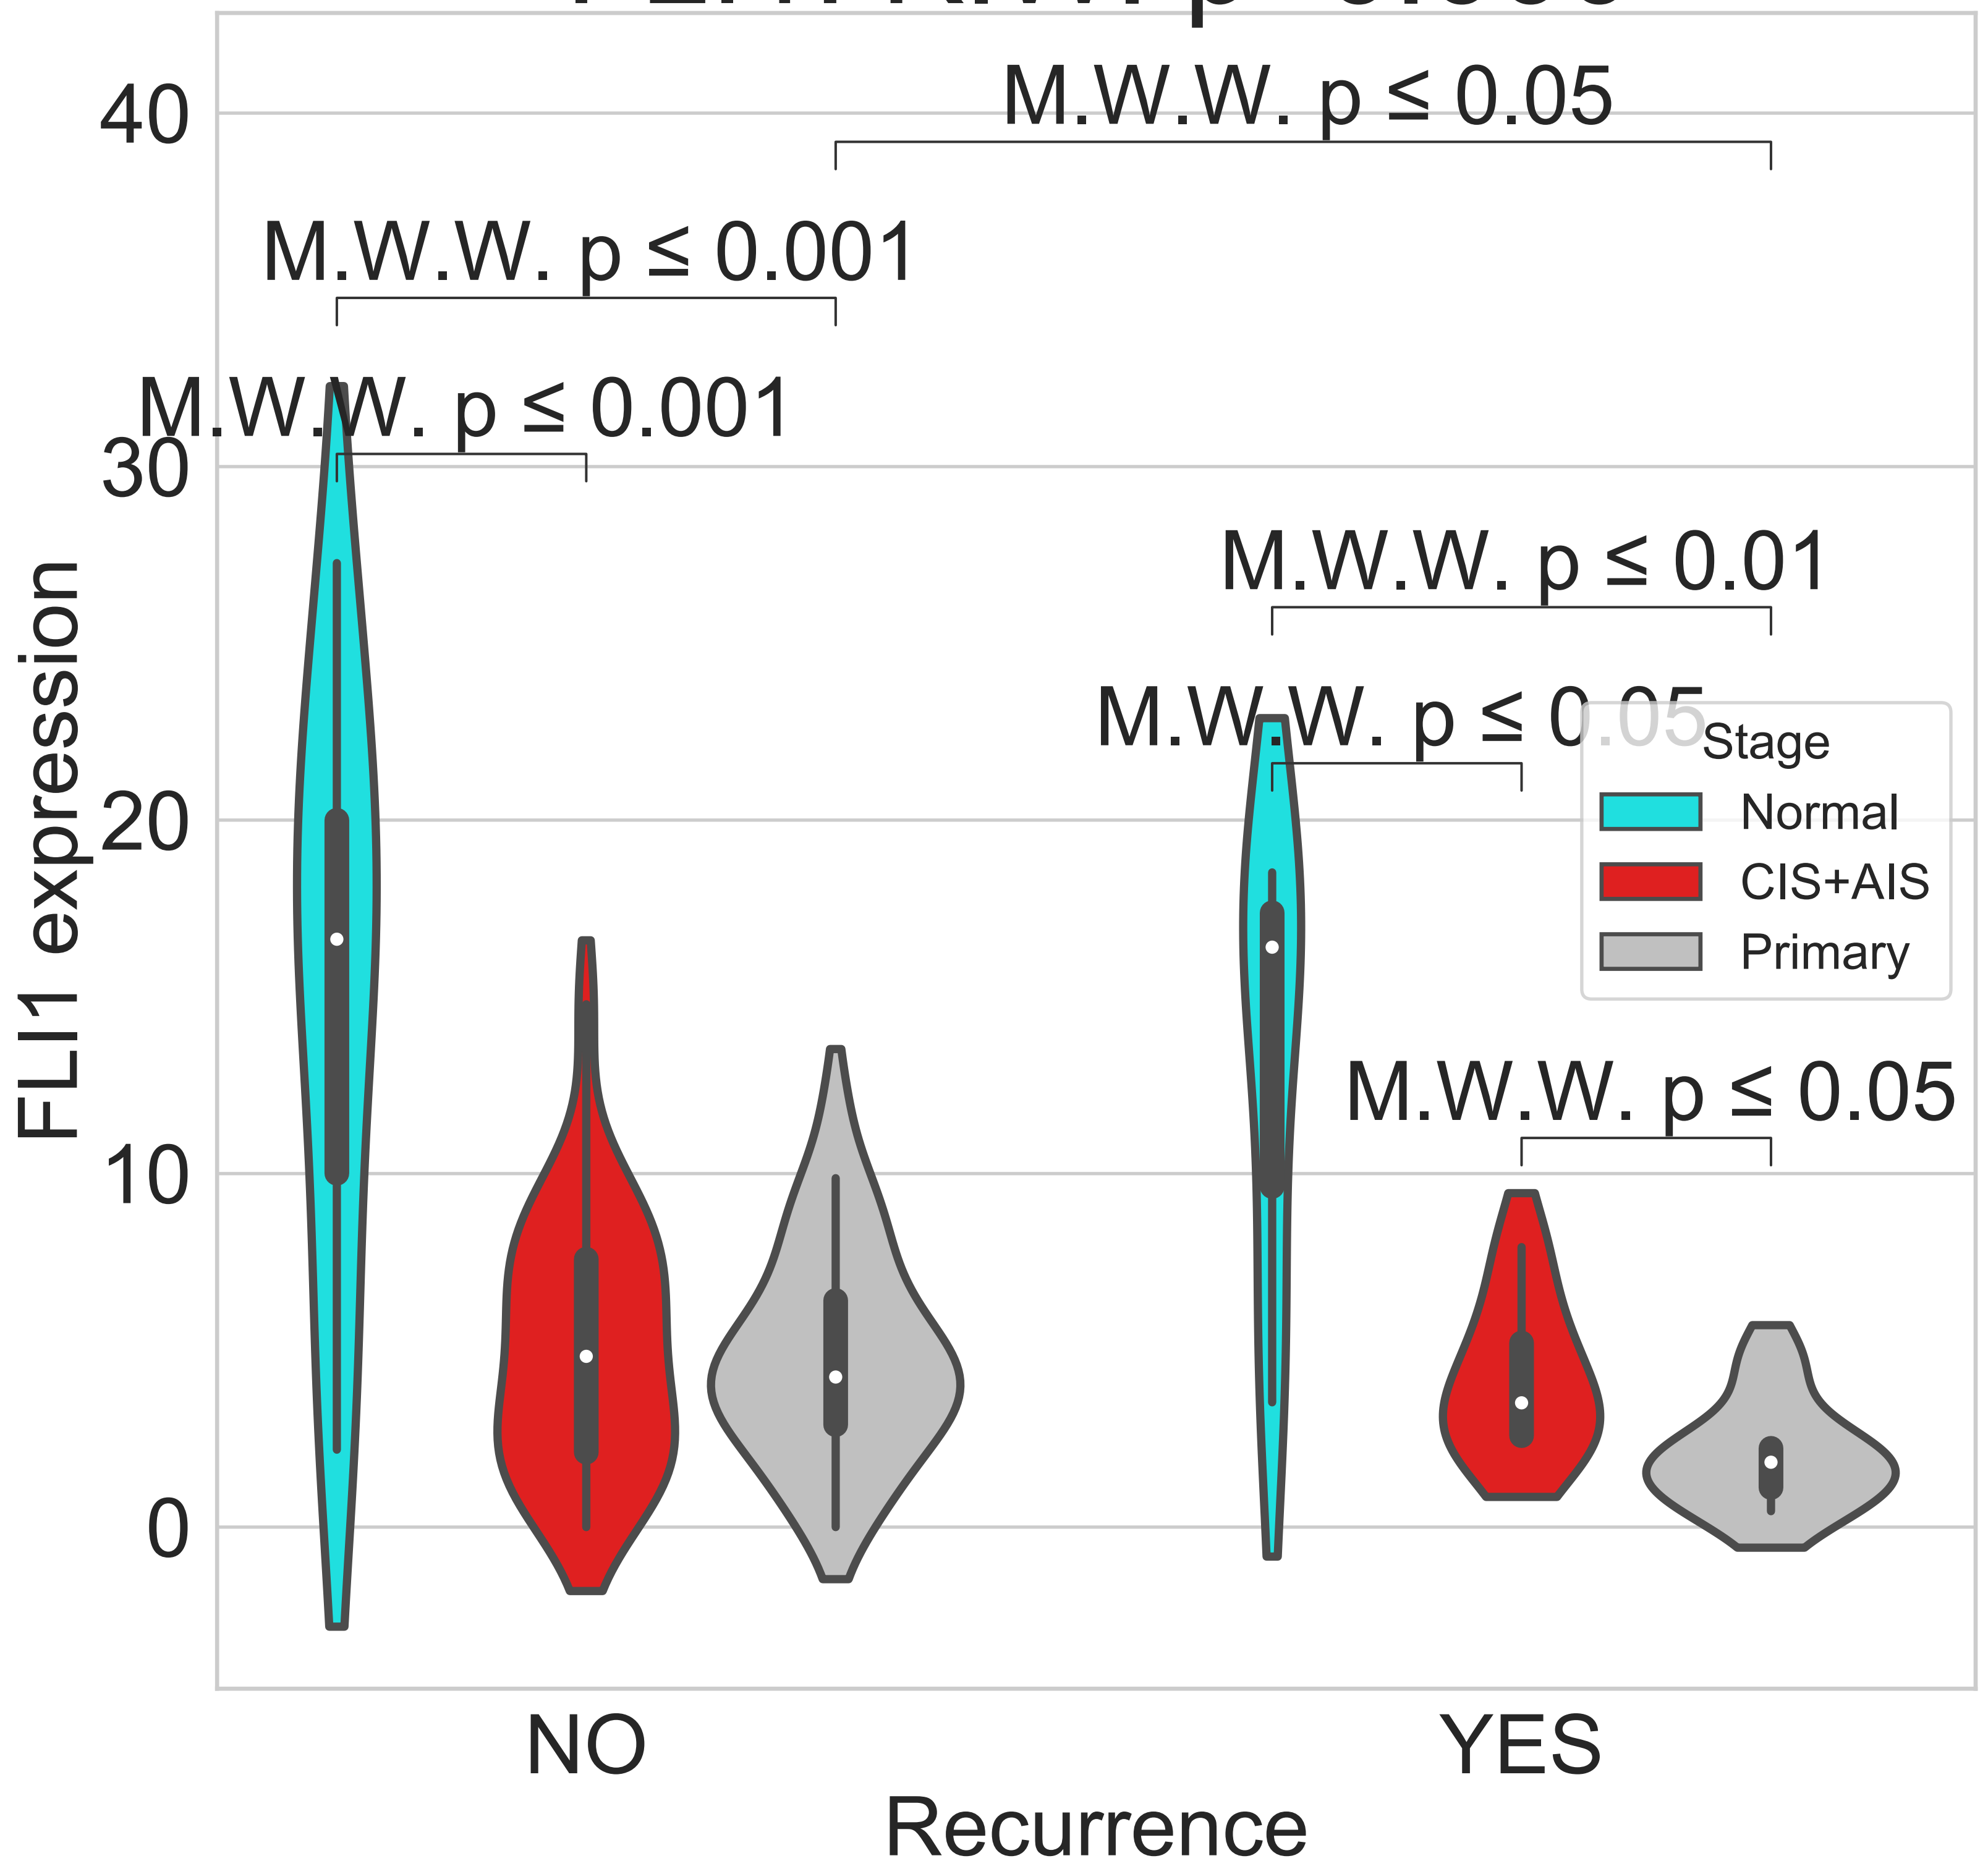 40
M.W.W. p ≤ 0.05
M.W.W. p ≤ 0.001
M.W.W. p ≤ 0.001
30
M.W.W. p ≤ 0.01
M.W.W. p ≤ 0.05
Stage
Normal
CIS+AIS
Primary
20
FLI1 expression
M.W.W. p ≤ 0.05
10
0
NO
YES
Recurrence